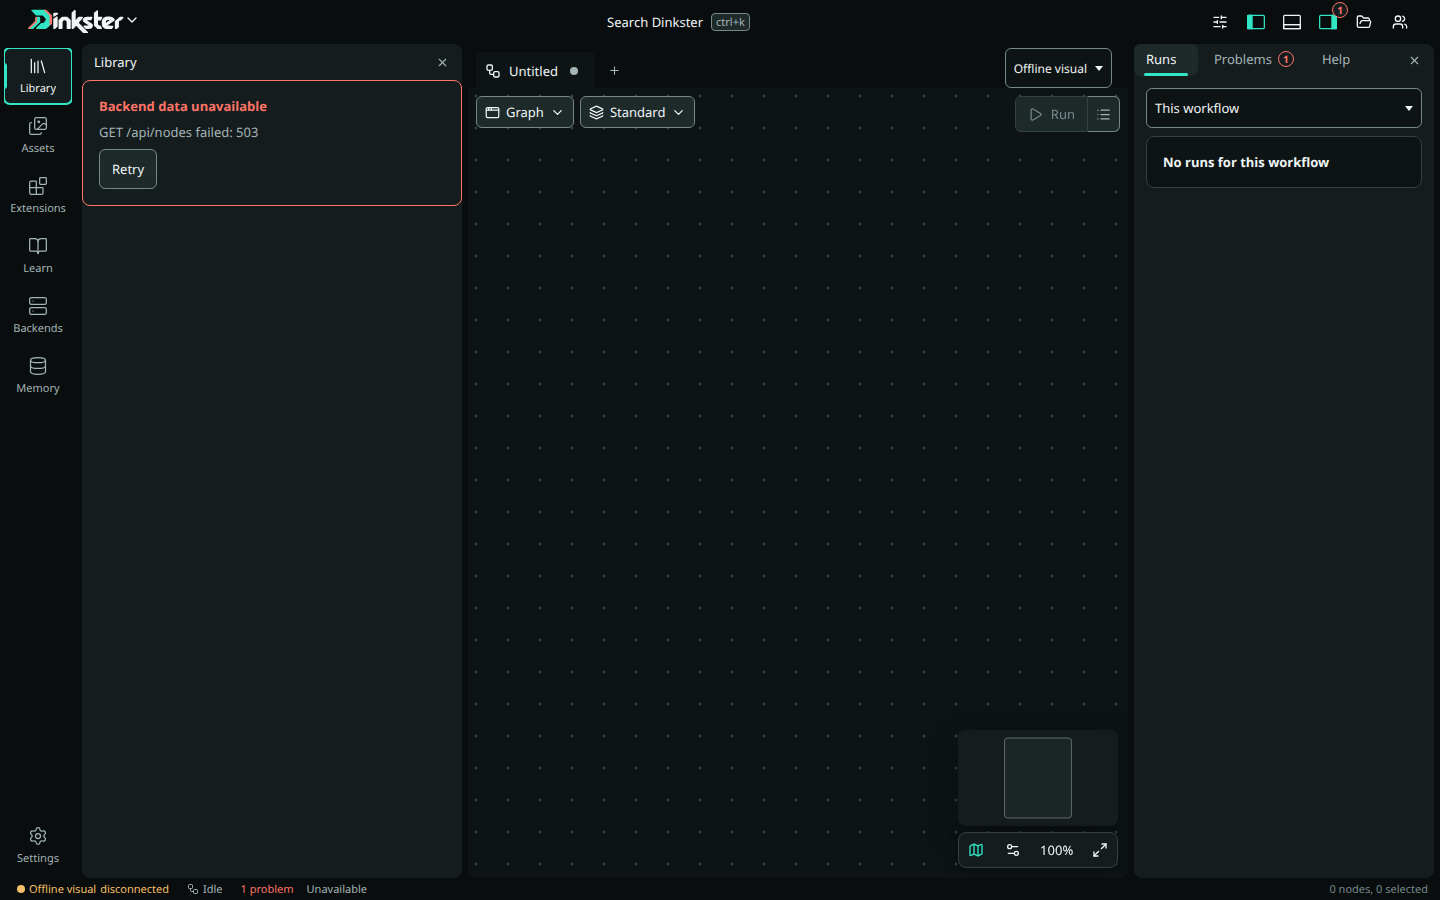 Dinkster
Search Dinkster ctrl+k
1
Library
Assets
Extensions
Learn
Backends
Memory
Settings
Library
Backend data unavailable
GET /api/nodes failed: 503
Retry
Untitled
Offline visual
Graph
Standard
Run
100%
Runs
Problems 1
Help
This workflow
No runs for this workflow
Offline visual disconnected
Idle
1 problem
Unavailable
0 nodes, 0 selected